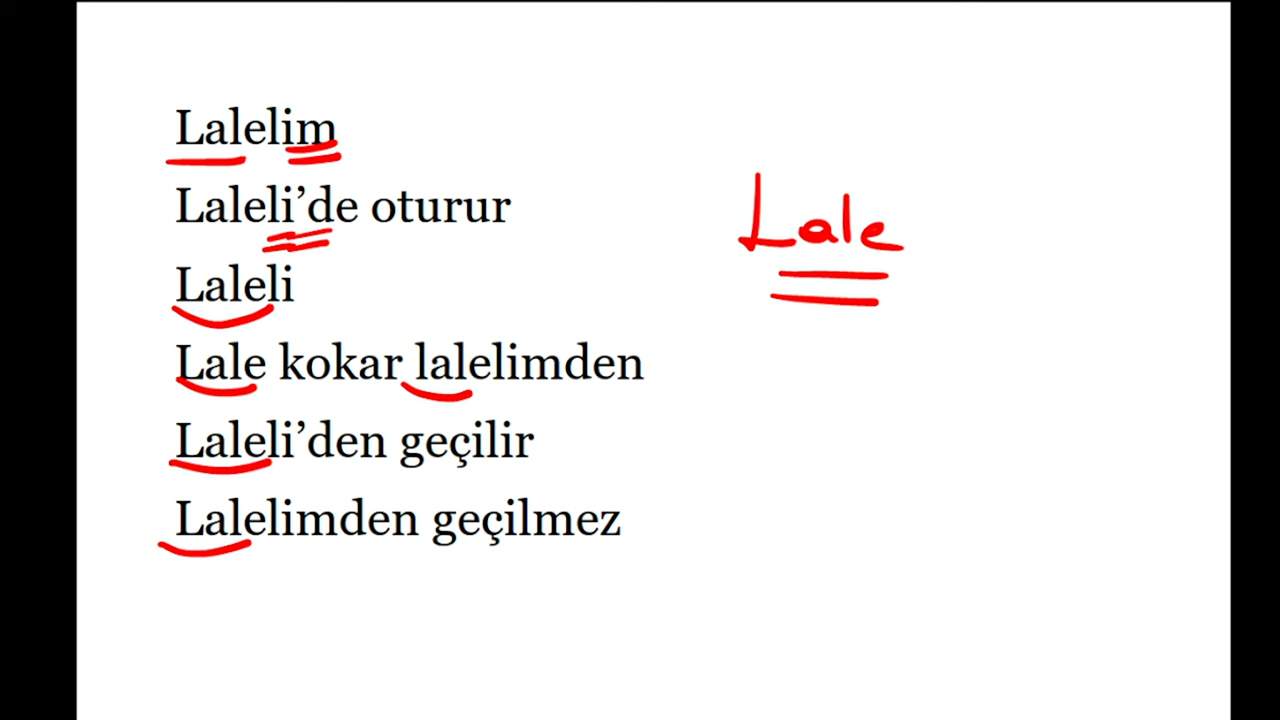 Lalelim
Laleli’de oturur
Lale
Laleli
Lale kokar lalelimden
Laleli’den geçilir
Lalelimden geçilmez